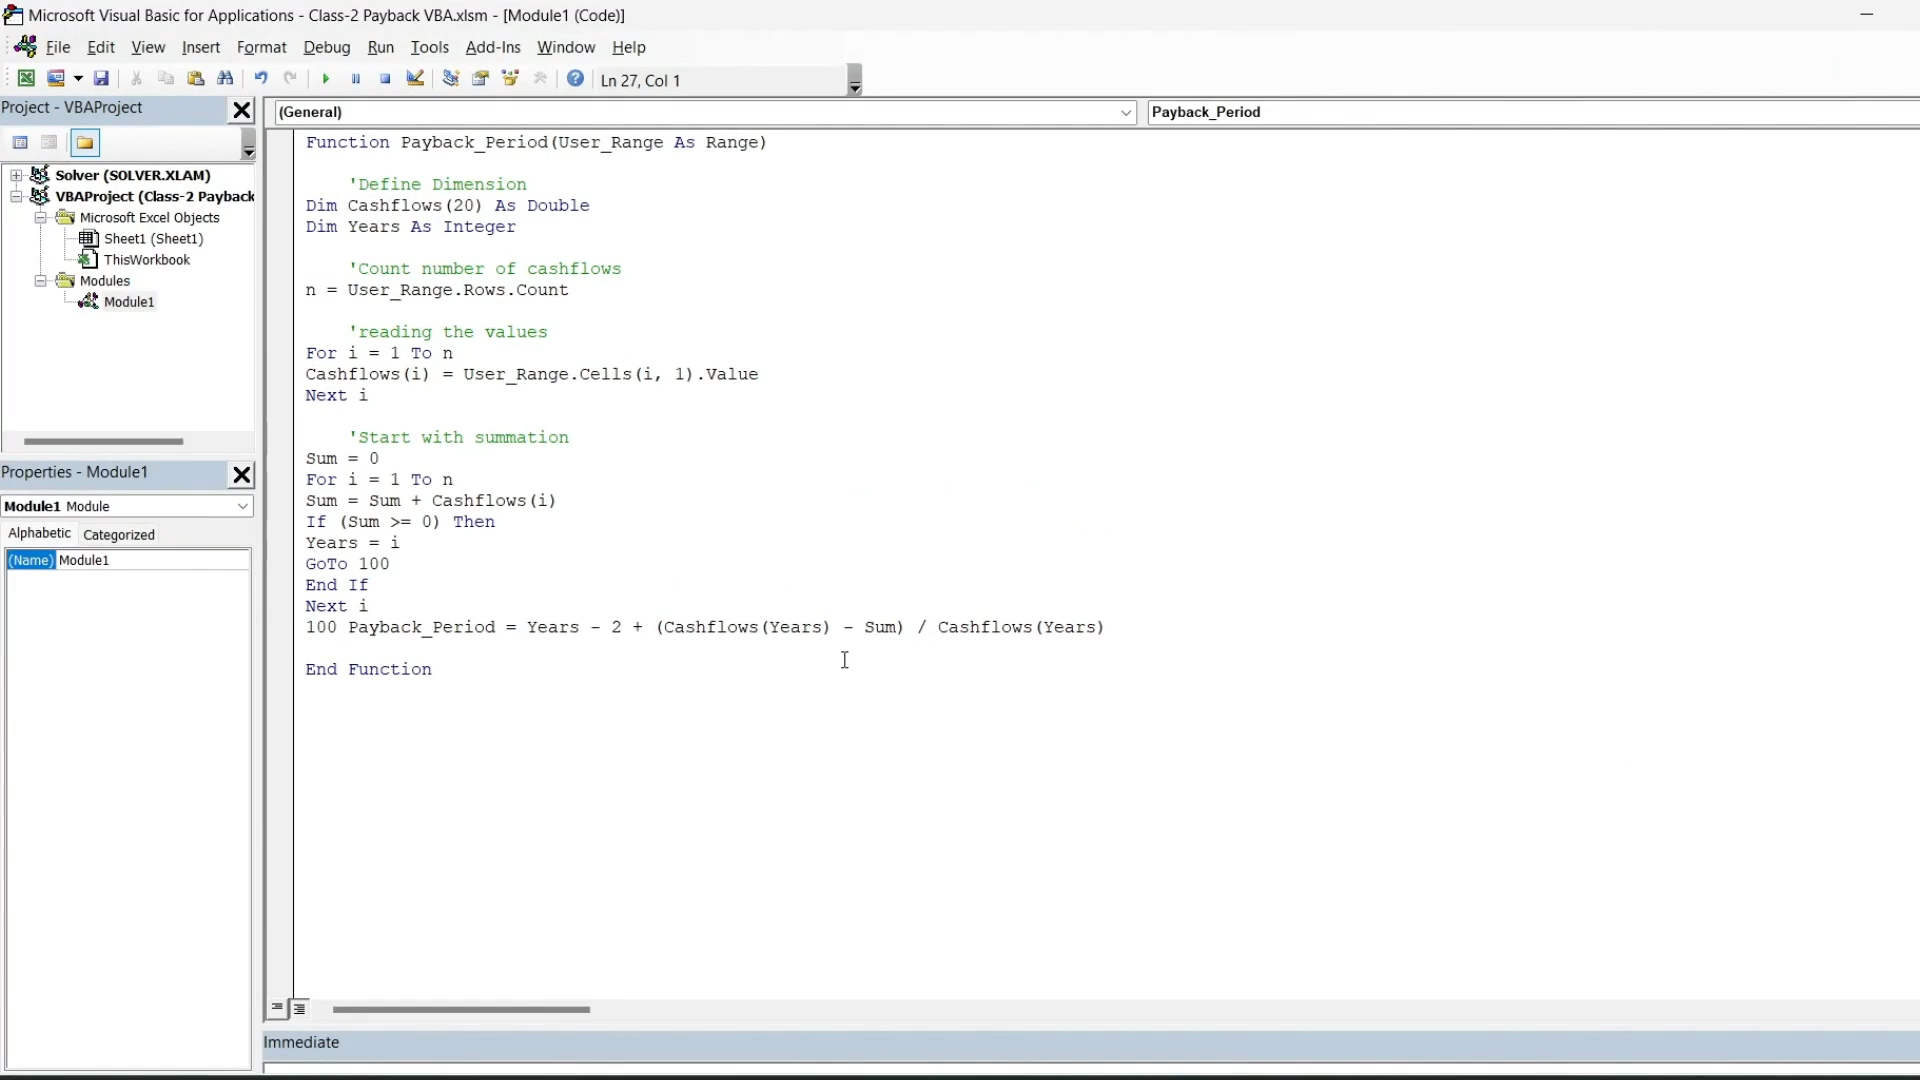 Microsoft Visual Basic for Applications - Class-2 Payback VBA.xlsm - [Module1 (Code)]
File Edit View Insert Format Debug Run Tools Add-Ins Window Help
Ln 27, Col 1
Project - VBAProject
(General)
Payback_Period
Solver (SOLVER.XLAM)
VBAProject (Class-2 Payback
Microsoft Excel Objects
Sheet1 (Sheet1)
ThisWorkbook
Modules
Module1
Properties - Module1
Module1 Module
Alphabetic Categorized
(Name) Module1
Function Payback_Period(User_Range As Range)
'Define Dimension
Dim Cashflows(20) As Double
Dim Years As Integer
'Count number of cashflows
n = User_Range.Rows.Count
'reading the values
For i = 1 To n
Cashflows(i) = User_Range.Cells(i, 1).Value
Next i
'Start with summation
Sum = 0
For i = 1 To n
Sum = Sum + Cashflows(i)
If (Sum >= 0) Then
Years = i
GoTo 100
End If
Next i
100 Payback_Period = Years - 2 + (Cashflows(Years) - Sum) / Cashflows(Years)
End Function
Immediate